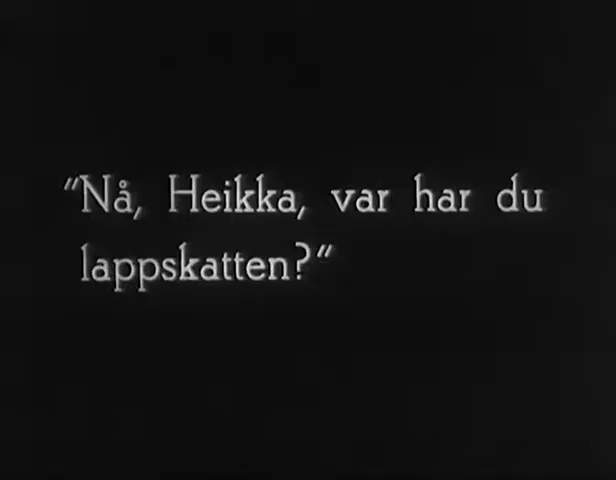 "Nå, Heikka, var har du
lappskatten?"